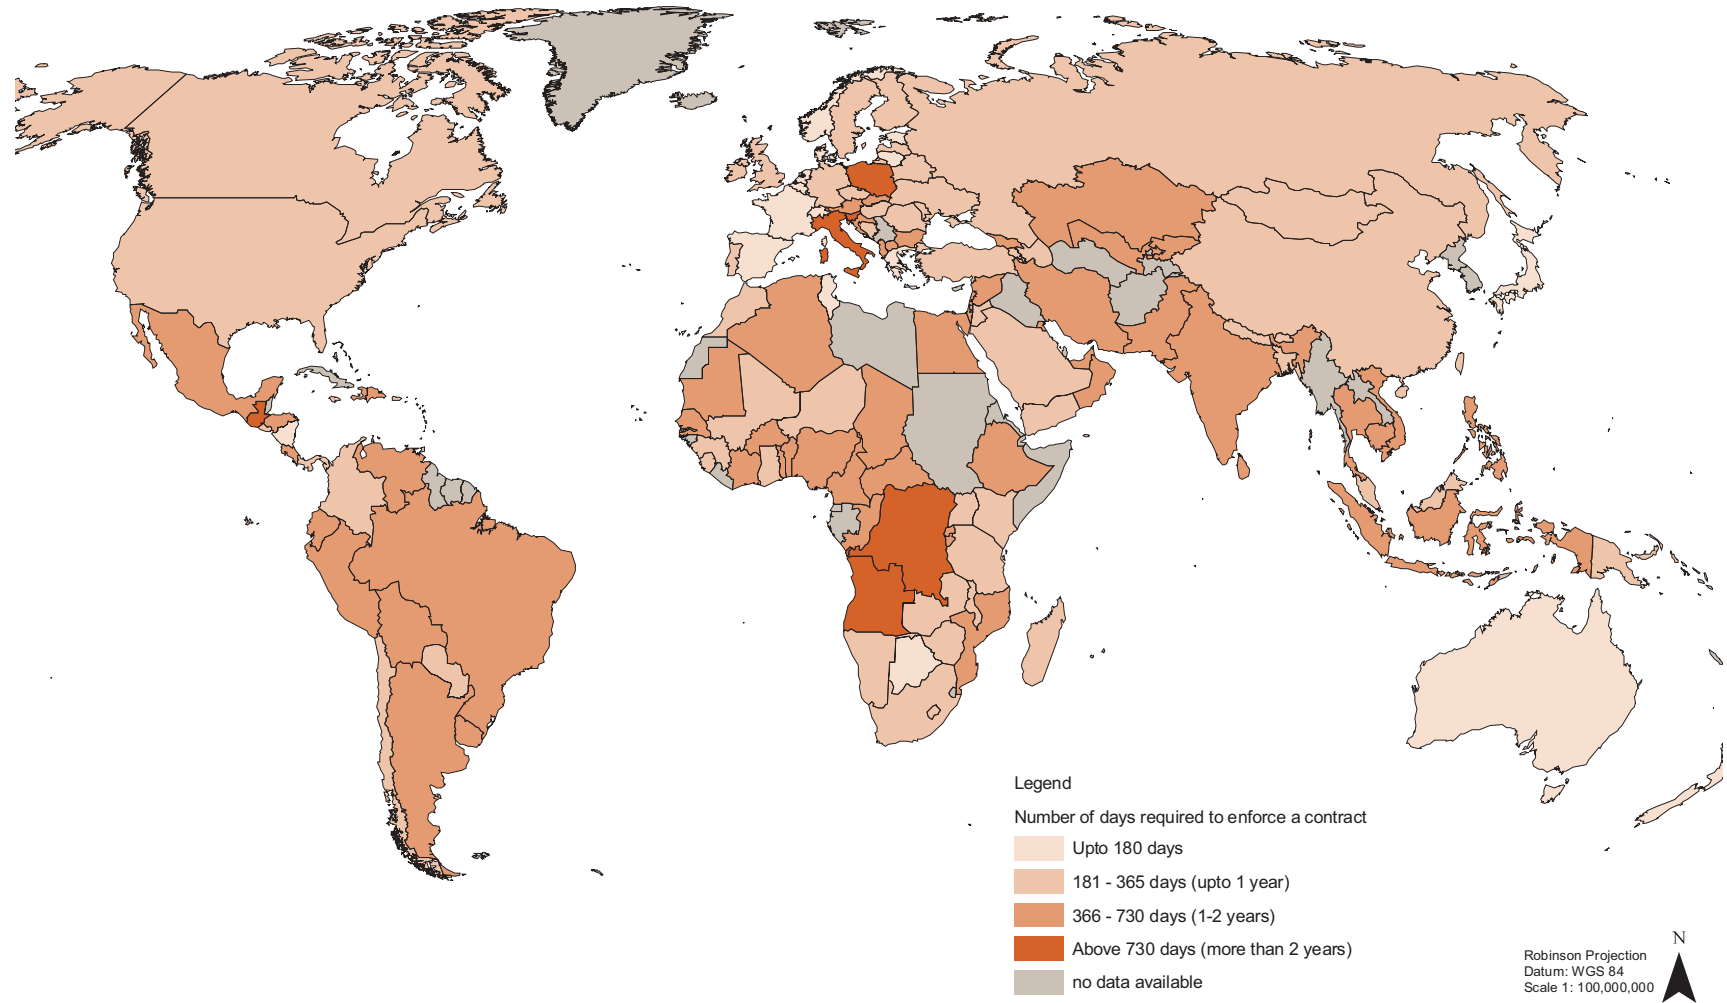 Legend
Number of days required to enforce a contract
Upto 180 days
181 - 365 days (upto 1 year)
366 - 730 days (1-2 years)
Above 730 days (more than 2 years)
no data available
Robinson Projection
Datum: WGS 84
Scale 1: 100,000,000
N